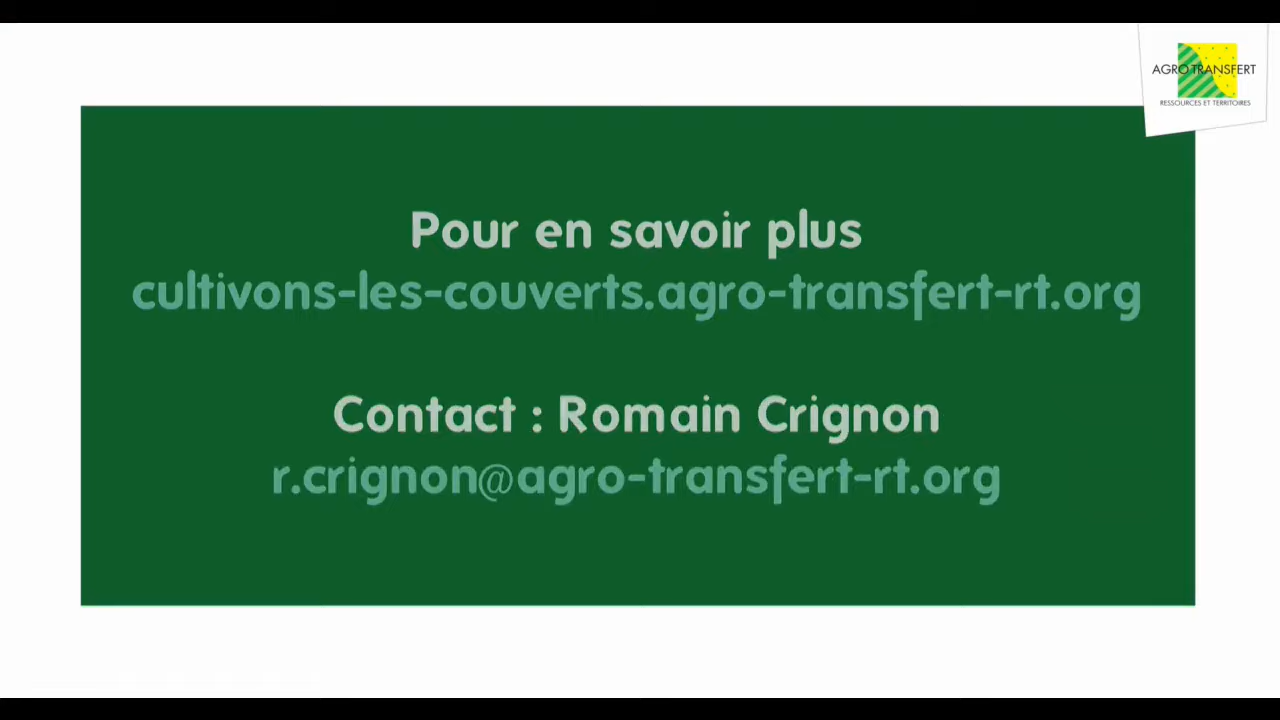 AGRO TRANSFERT
RESSOURCES ET TERRITOIRES
Pour en savoir plus
cultivons-les-couverts.agro-transfert-rt.org
Contact : Romain Crignon
r.crignon@agro-transfert-rt.org